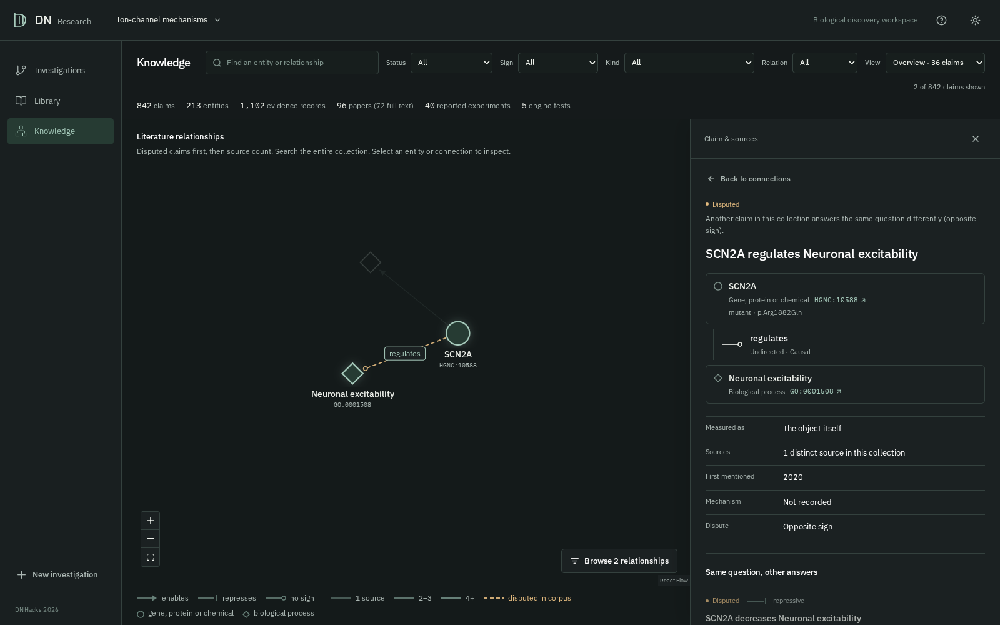 DN Research
Ion-channel mechanisms
Biological discovery workspace
Investigations
Library
Knowledge
New investigation
DNHacks 2026
Knowledge
Find an entity or relationship
Status All
Sign All
Kind All
Relation All
View Overview · 36 claims
2 of 842 claims shown
842 claims 213 entities 1,102 evidence records 96 papers (72 full text) 40 reported experiments 5 engine tests
Literature relationships
Disputed claims first, then source count. Search the entire collection. Select an entity or connection to inspect.
regulates
SCN2A
HGNC:10588
Neuronal excitability
GO:0001508
Browse 2 relationships
React Flow
enables represses no sign 1 source 2–3 4+ disputed in corpus
gene, protein or chemical biological process
Claim & sources
Back to connections
Disputed
Another claim in this collection answers the same question differently (opposite
sign).
SCN2A regulates Neuronal excitability
SCN2A
Gene, protein or chemical HGNC:10588
mutant · p.Arg1882Gln
regulates
Undirected · Causal
Neuronal excitability
Biological process GO:0001508
Measured as The object itself
Sources 1 distinct source in this collection
First mentioned 2020
Mechanism Not recorded
Dispute Opposite sign
Same question, other answers
Disputed repressive
SCN2A decreases Neuronal excitability